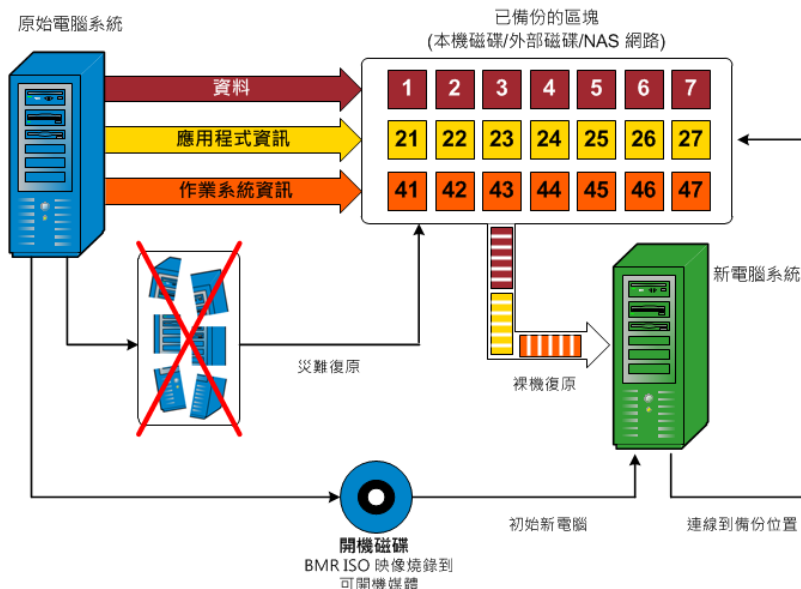 原始電腦系統
已備份的區塊
(本機磁碟/外部磁碟/NAS 網路)
資料
1 2 3 4 5 6 7
應用程式資訊
21 22 23 24 25 26 27
作業系統資訊
41 42 43 44 45 46 47
新電腦系統
災難復原
裸機復原
初始新電腦
連線到備份位置
開機磁碟
BMR ISO 映像燒錄到
可開機媒體